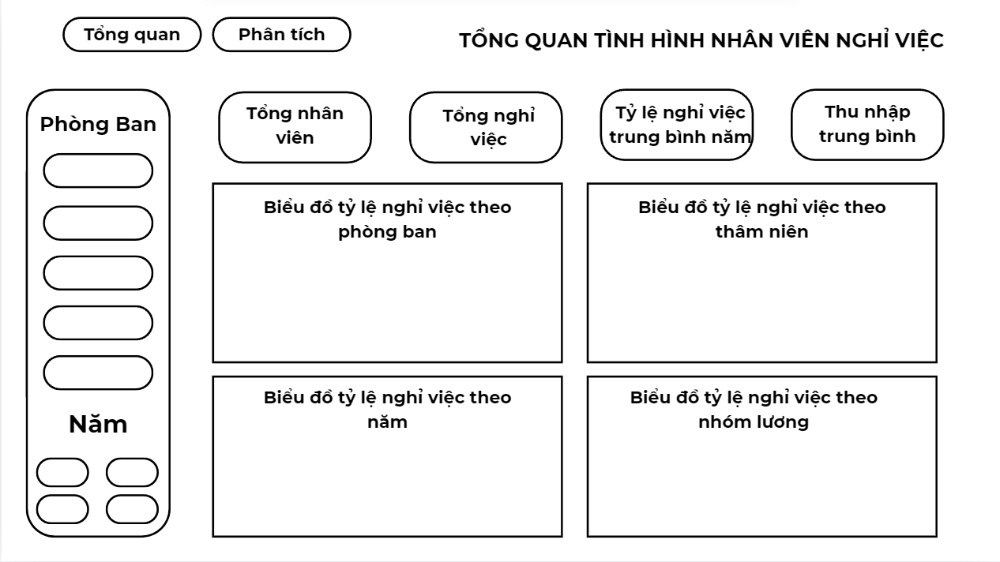 Tổng quan
Phân tích
TỔNG QUAN TÌNH HÌNH NHÂN VIÊN NGHỈ VIỆC
Phòng Ban
Năm
Tổng nhân
viên
Tổng nghỉ
việc
Tỷ lệ nghỉ việc
trung bình năm
Thu nhập
trung bình
Biểu đồ tỷ lệ nghỉ việc theo
phòng ban
Biểu đồ tỷ lệ nghỉ việc theo
thâm niên
Biểu đồ tỷ lệ nghỉ việc theo
năm
Biểu đồ tỷ lệ nghỉ việc theo
nhóm lương